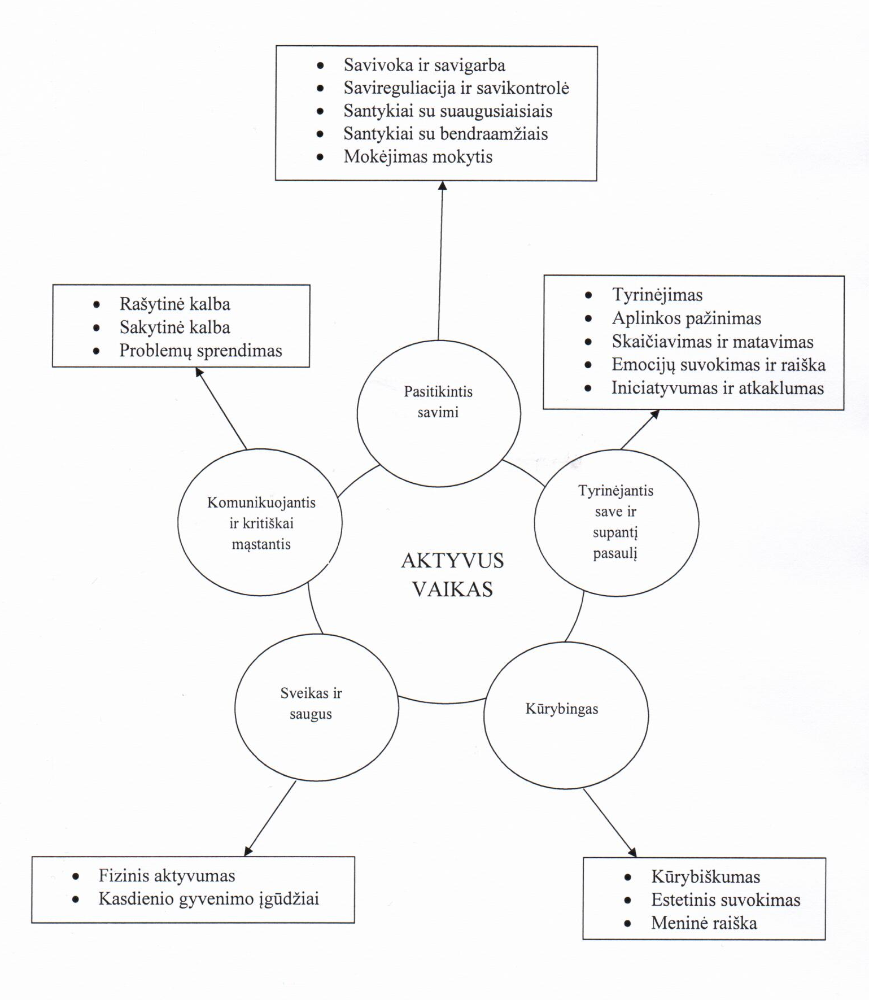 • Savivoka ir savigarba
• Savireguliacija ir savikontrolė
• Santykiai su suaugusiaisiais
• Santykiai su bendraamžiais
• Mokėjimas mokytis
• Rašytinė kalba
• Sakytinė kalba
• Problemų sprendimas
• Tyrinėjimas
• Aplinkos pažinimas
• Skaičiavimas ir matavimas
• Emocijų suvokimas ir raiška
• Iniciatyvumas ir atkaklumas
Pasitikintis
savimi
Komunikuojantis
ir kritiškai
mąstantis
Tyrinėjantis
save ir
supantį
pasaulį
AKTYVUS
VAIKAS
Sveikas ir
saugus
Kūrybingas
• Fizinis aktyvumas
• Kasdienio gyvenimo įgūdžiai
• Kūrybiškumas
• Estetinis suvokimas
• Meninė raiška